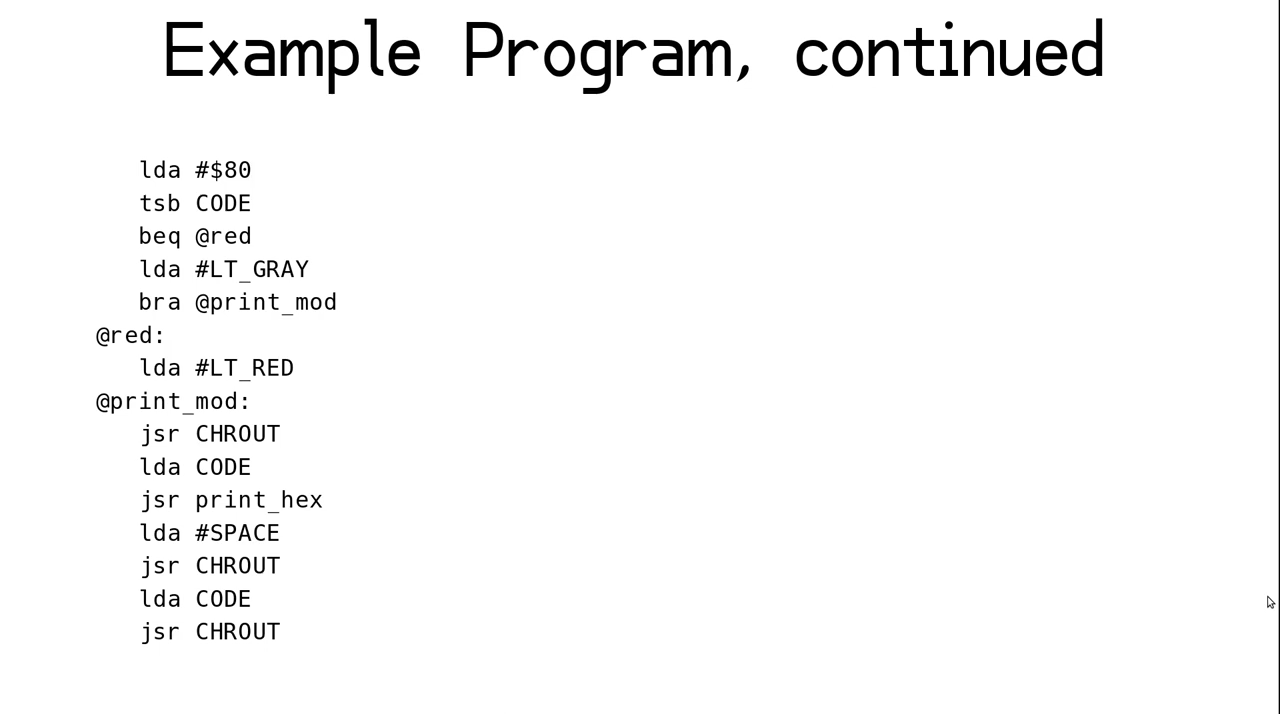 Example Program, continued
lda #$80
tsb CODE
beq @red
lda #LT_GRAY
bra @print_mod
@red:
lda #LT_RED
@print_mod:
jsr CHROUT
lda CODE
jsr print_hex
lda #SPACE
jsr CHROUT
lda CODE
jsr CHROUT